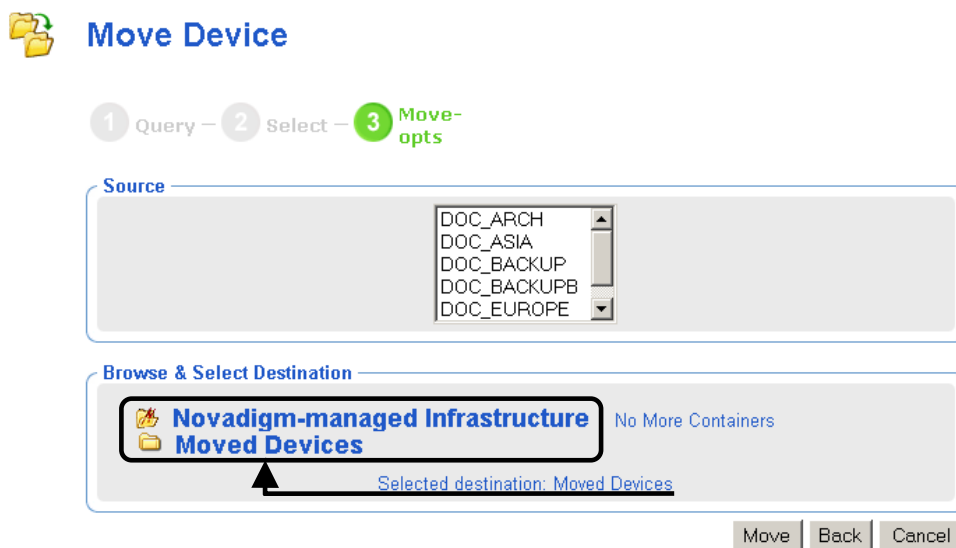 Move Device
1 Query – 2 Select – 3 Move-
opts
Source
DOC_ARCH
DOC_ASIA
DOC_BACKUP
DOC_BACKUPB
DOC_EUROPE
Browse & Select Destination
Novadigm-managed Infrastructure No More Containers
Moved Devices
Selected destination: Moved Devices
Move Back Cancel